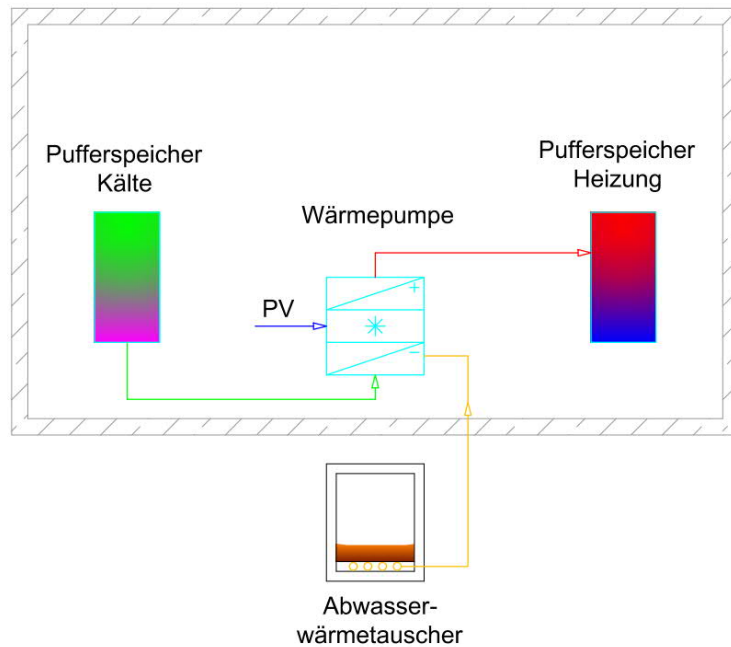 Pufferspeicher
Kälte
Pufferspeicher
Heizung
Wärmepumpe
PV
Abwasser-
wärmetauscher